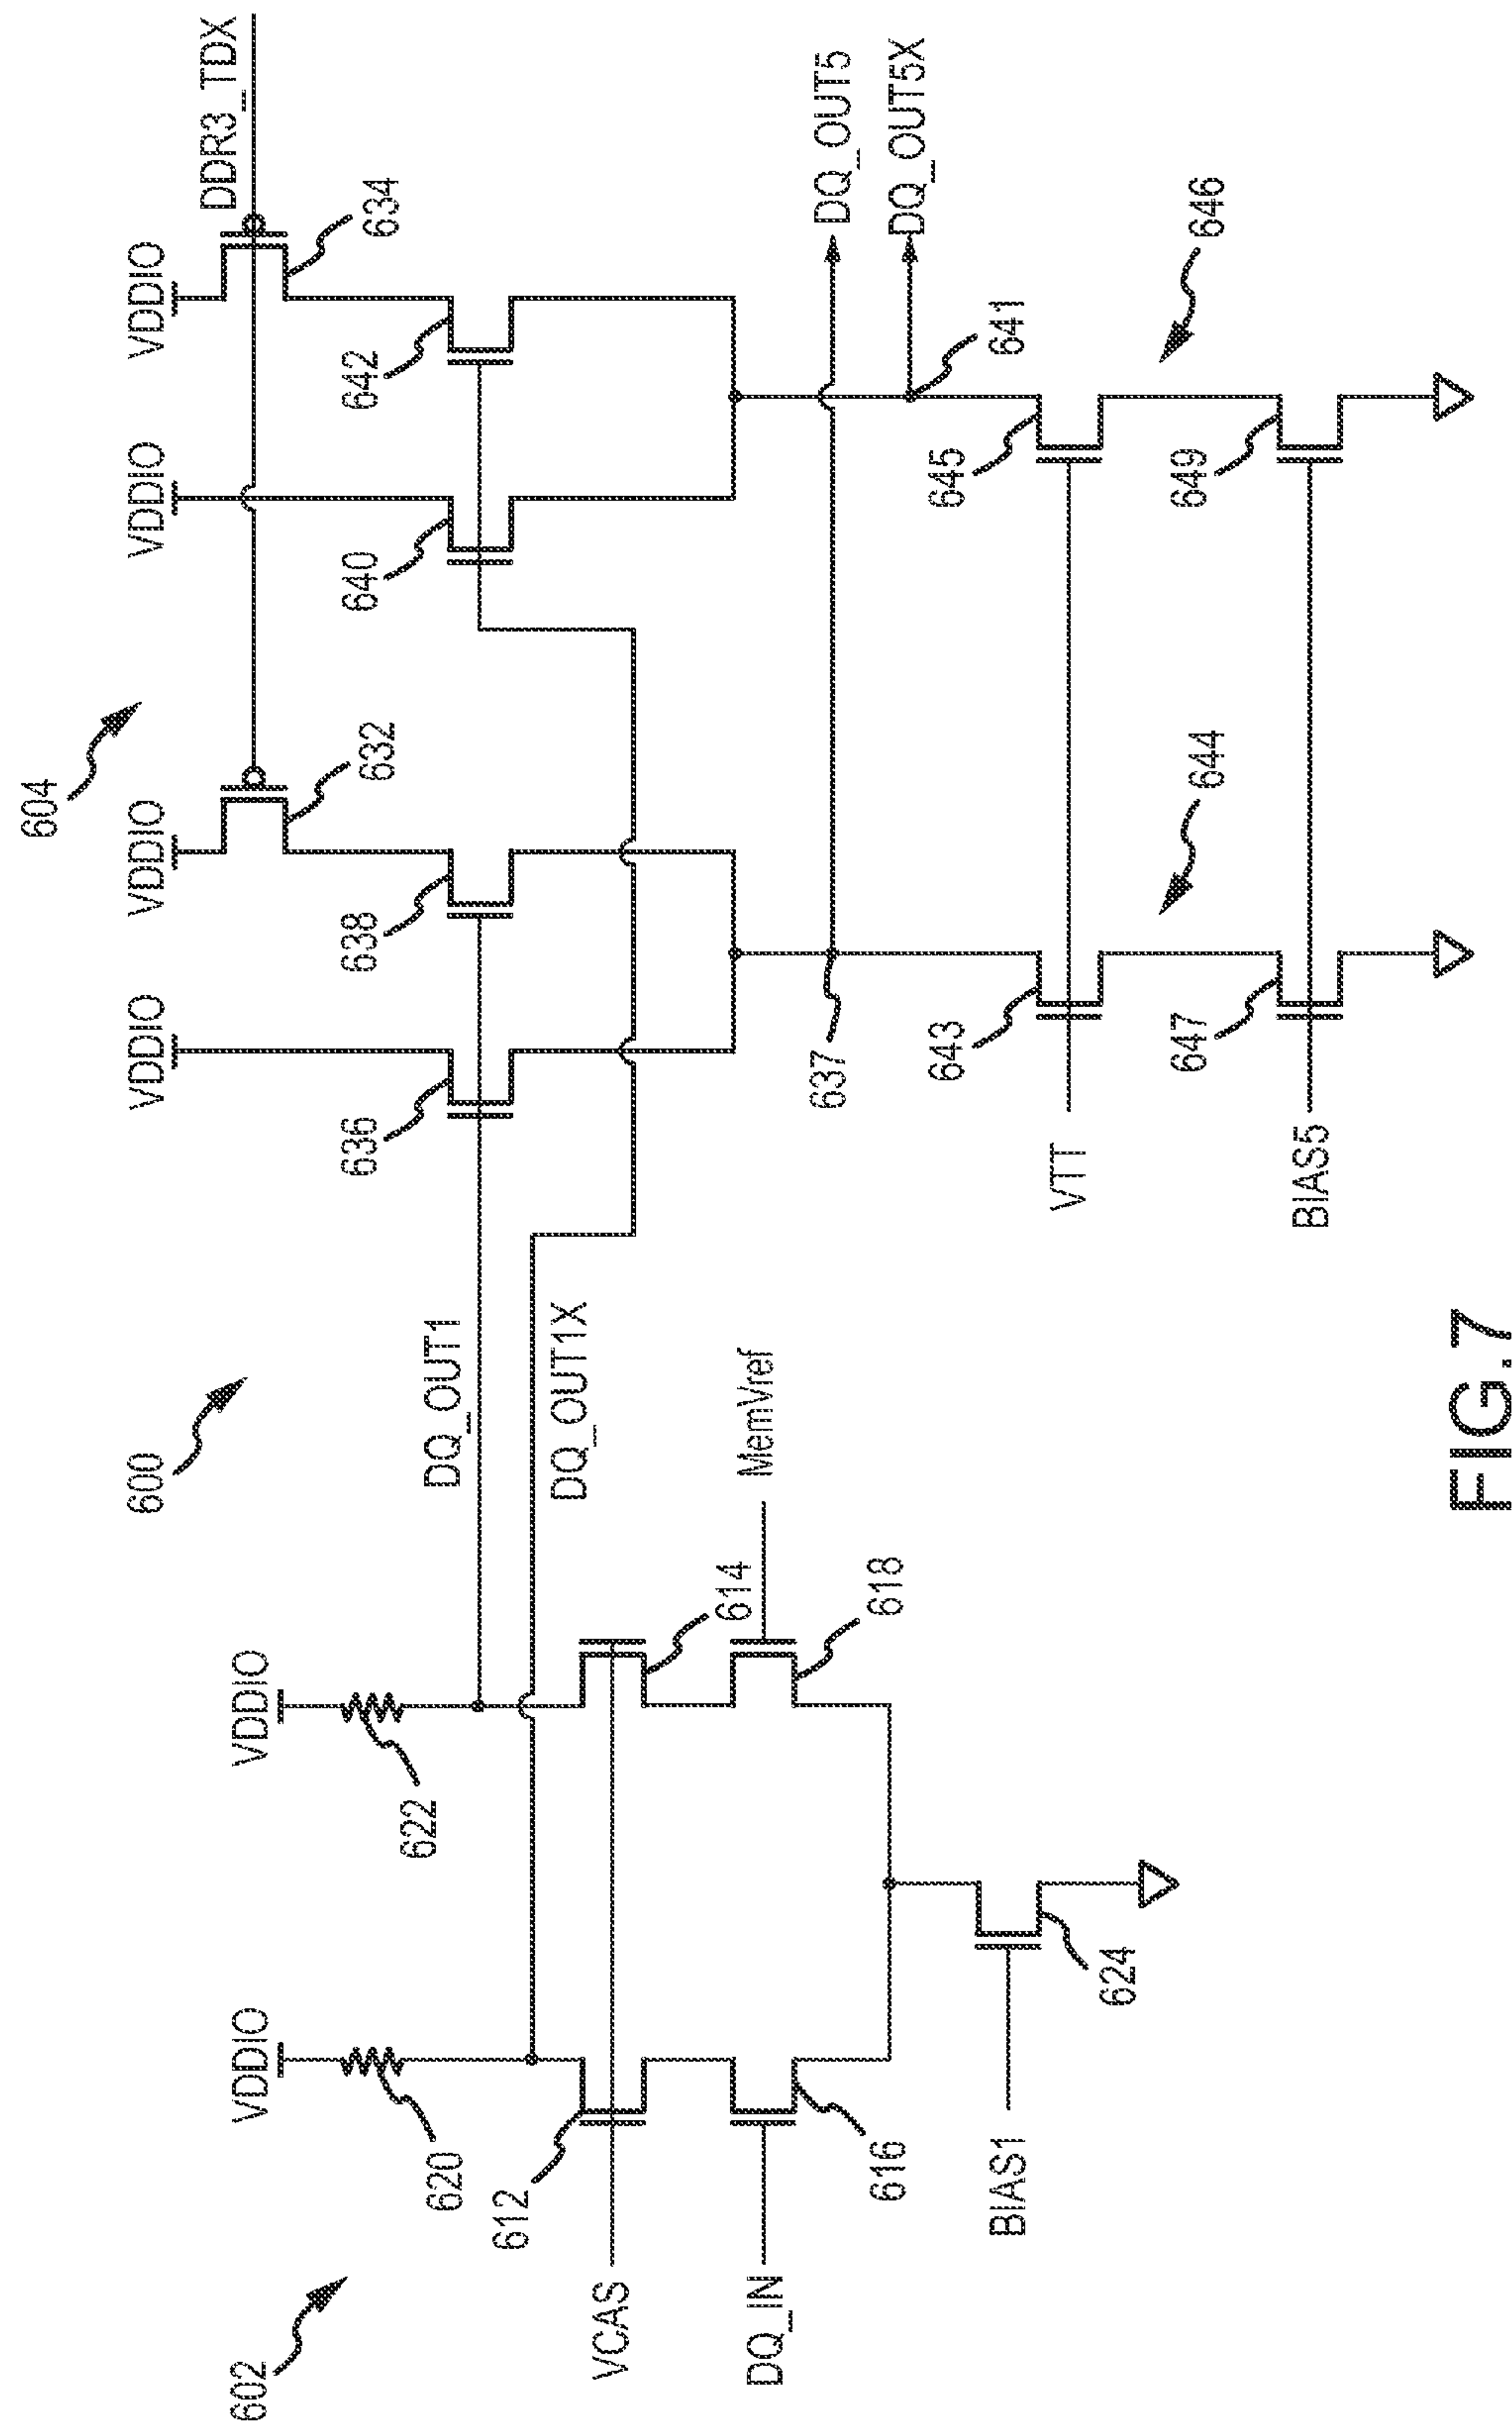 604
600
602
VDDIO
VDDIO
VDDIO
VDDIO
DDR3_TDX
632
634
636
638
640
642
VDDIO
VDDIO
620
622
DQ_OUT1
DQ_OUT1X
612
614
VCAS
DQ_IN
MemVref
616
618
BIAS1
624
637
DQ_OUT5
DQ_OUT5X
641
643
645
VTT
644
646
647
649
BIAS5
FIG.7